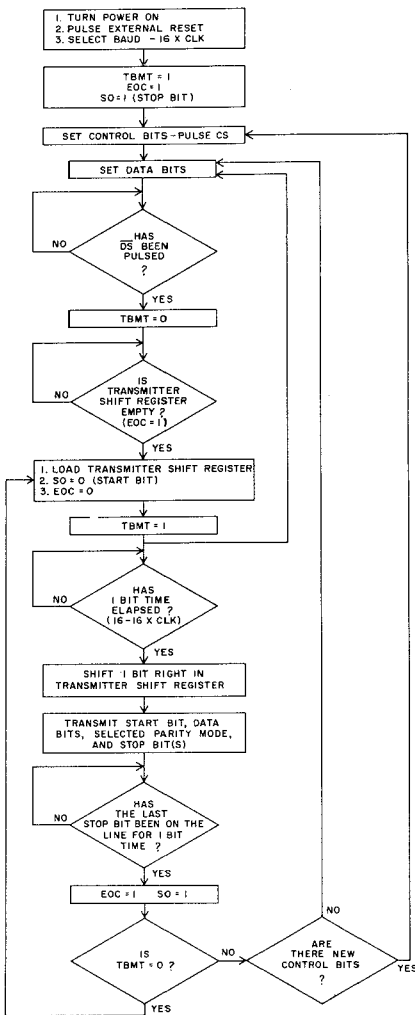 1. TURN POWER ON
2. PULSE EXTERNAL RESET
3. SELECT BAUD - 16 X CLK
TBMT = 1
EOC = 1
SO = 1 (STOP BIT)
SET CONTROL BITS - PULSE CS
SET DATA BITS
HAS
D̅S̅ BEEN
PULSED
?
NO
YES
TBMT = 0
IS
TRANSMITTER
SHIFT REGISTER
EMPTY ?
(EOC = 1)
NO
YES
1. LOAD TRANSMITTER SHIFT REGISTER
2. SO = 0 (START BIT)
3. EOC = 0
TBMT = 1
HAS
1 BIT TIME
ELAPSED ?
(16-16 X CLK)
NO
YES
SHIFT 1 BIT RIGHT IN
TRANSMITTER SHIFT REGISTER
TRANSMIT START BIT, DATA
BITS, SELECTED PARITY MODE,
AND STOP BIT(S)
HAS
THE LAST
STOP BIT BEEN ON THE
LINE FOR 1 BIT
TIME ?
NO
YES
EOC = 1 SO = 1
IS
TBMT = 0 ?
NO
YES
ARE
THERE NEW
CONTROL BITS
?
NO
YES